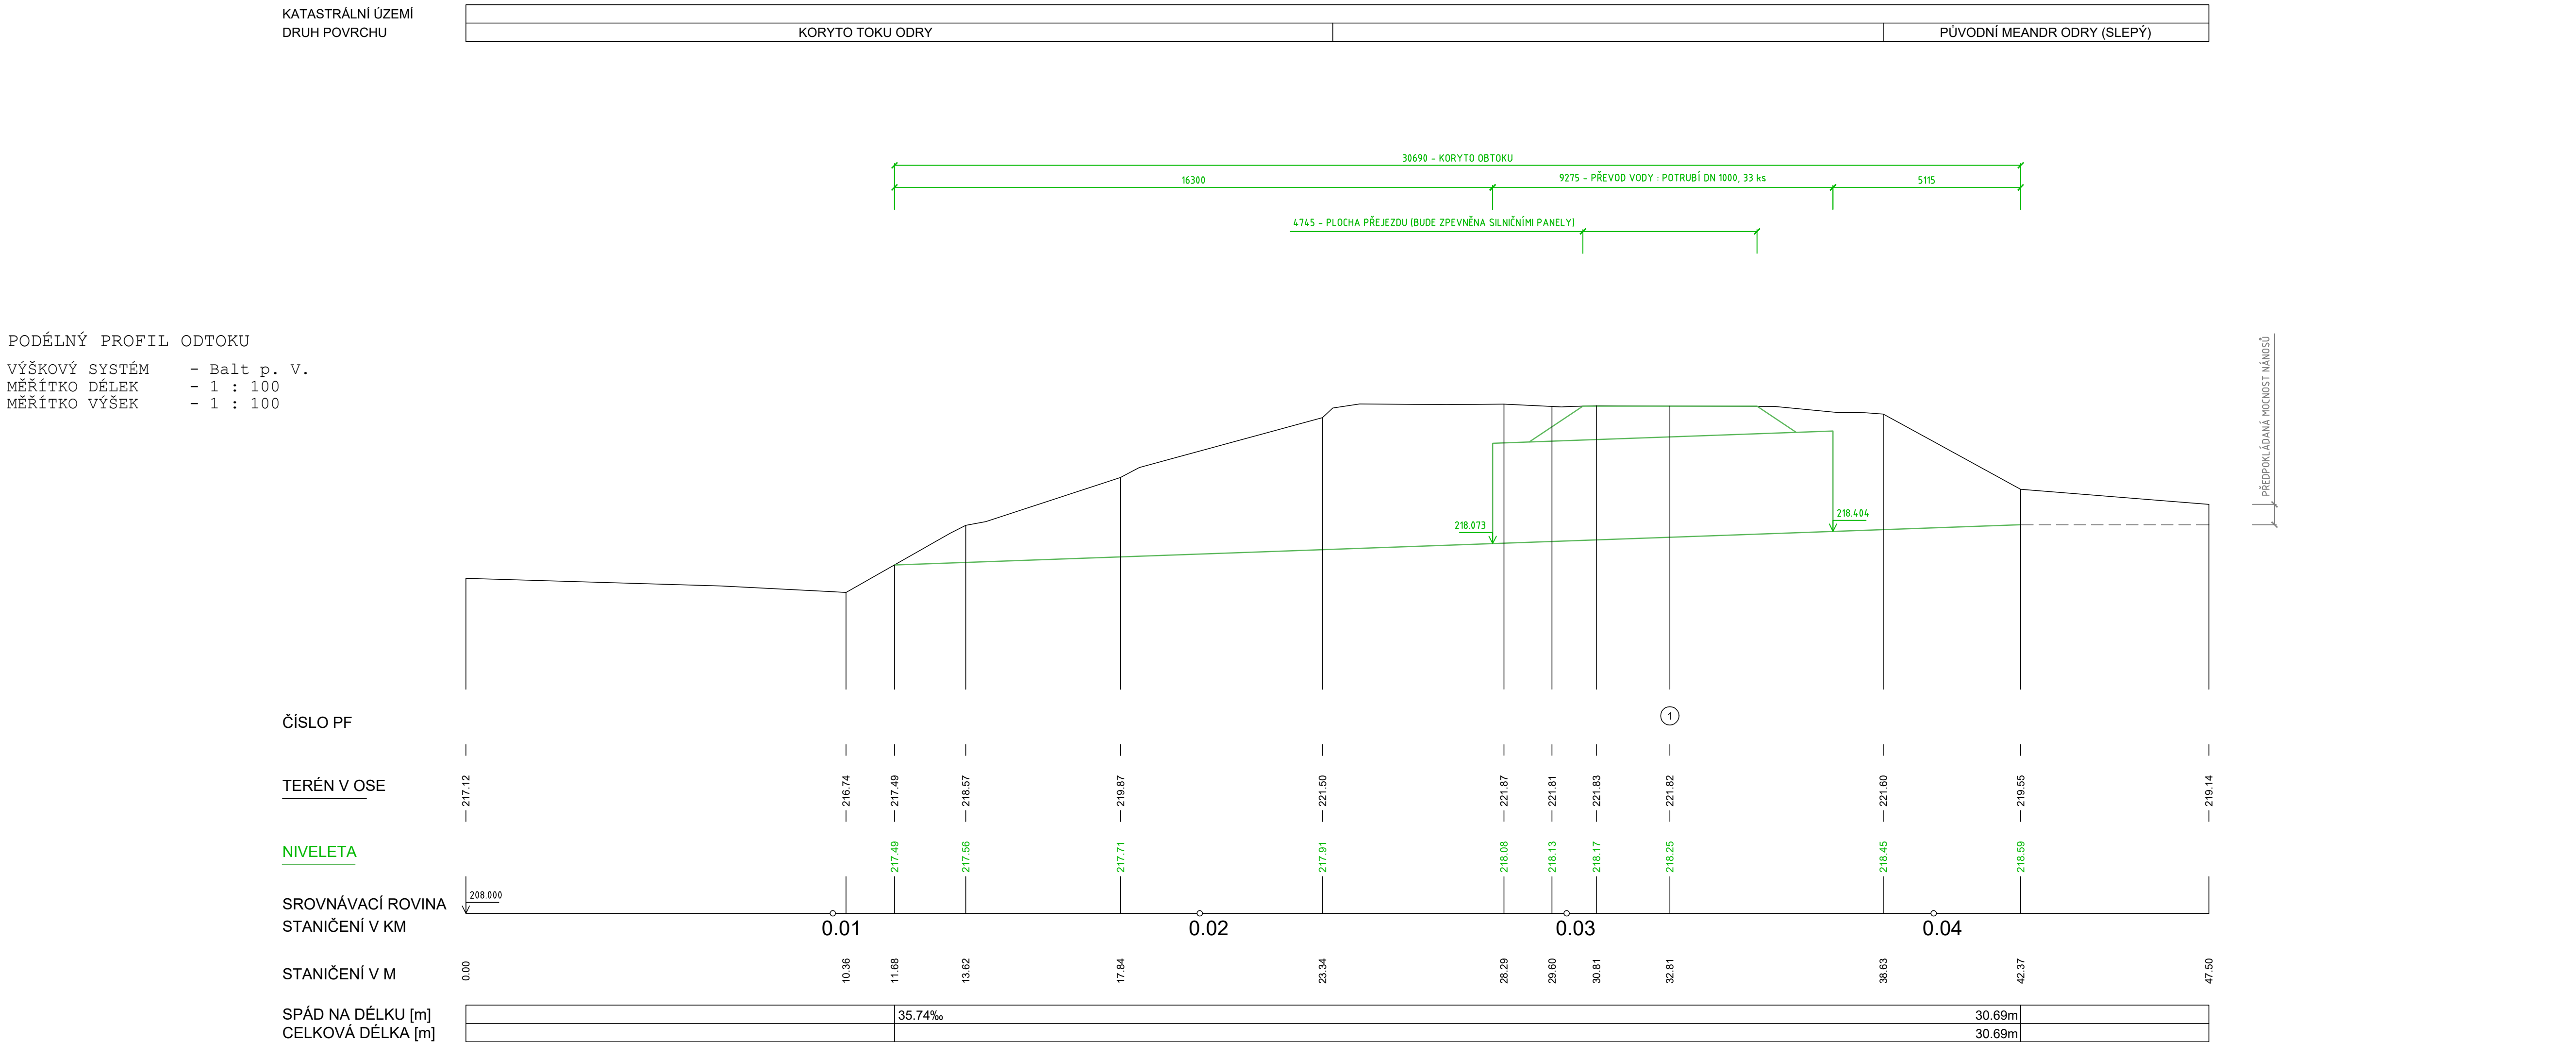 KATASTRÁLNÍ ÚZEMÍ
DRUH POVRCHU KORYTO TOKU ODRY PŮVODNÍ MEANDR ODRY (SLEPÝ)
30690 - KORYTO OBTOKU
16300 9275 - PŘEVOD VODY : POTRUBÍ DN 1000, 33 ks 5115
4745 - PLOCHA PŘEJEZDU (BUDE ZPEVNĚNA SILNIČNÍMI PANELY)
PODÉLNÝ PROFIL ODTOKU
VÝŠKOVÝ SYSTÉM - Balt p. V.
MĚŘÍTKO DÉLEK - 1 : 100
MĚŘÍTKO VÝŠEK - 1 : 100
PŘEDPOKLÁDANÁ MOCNOST NÁNOSŮ
218.073 218.404
ČÍSLO PF 1
TERÉN V OSE 217.12 216.74 217.49 218.57 219.87 221.50 221.87 221.81 221.83 221.82 221.60 219.55 219.14
NIVELETA 217.49 217.56 217.71 217.91 218.08 218.13 218.17 218.25 218.45 218.59
208.000
SROVNÁVACÍ ROVINA
STANIČENÍ V KM 0.01 0.02 0.03 0.04
STANIČENÍ V M 0.00 10.36 11.68 13.62 17.84 23.34 28.29 29.60 30.81 32.81 38.63 42.37 47.50
SPÁD NA DÉLKU [m] 35.74‰ 30.69m
CELKOVÁ DÉLKA [m] 30.69m